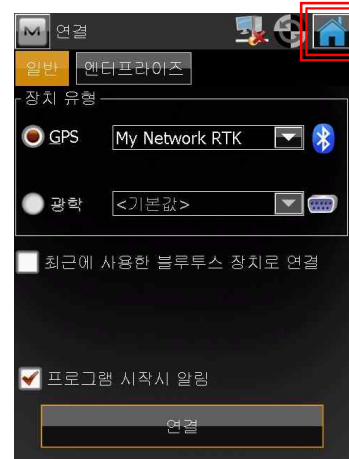 M 연결
일반 엔터프라이즈
장치 유형
GPS My Network RTK
광학 <기본값>
최근에 사용한 블루투스 장치로 연결
프로그램 시작시 알림
연결